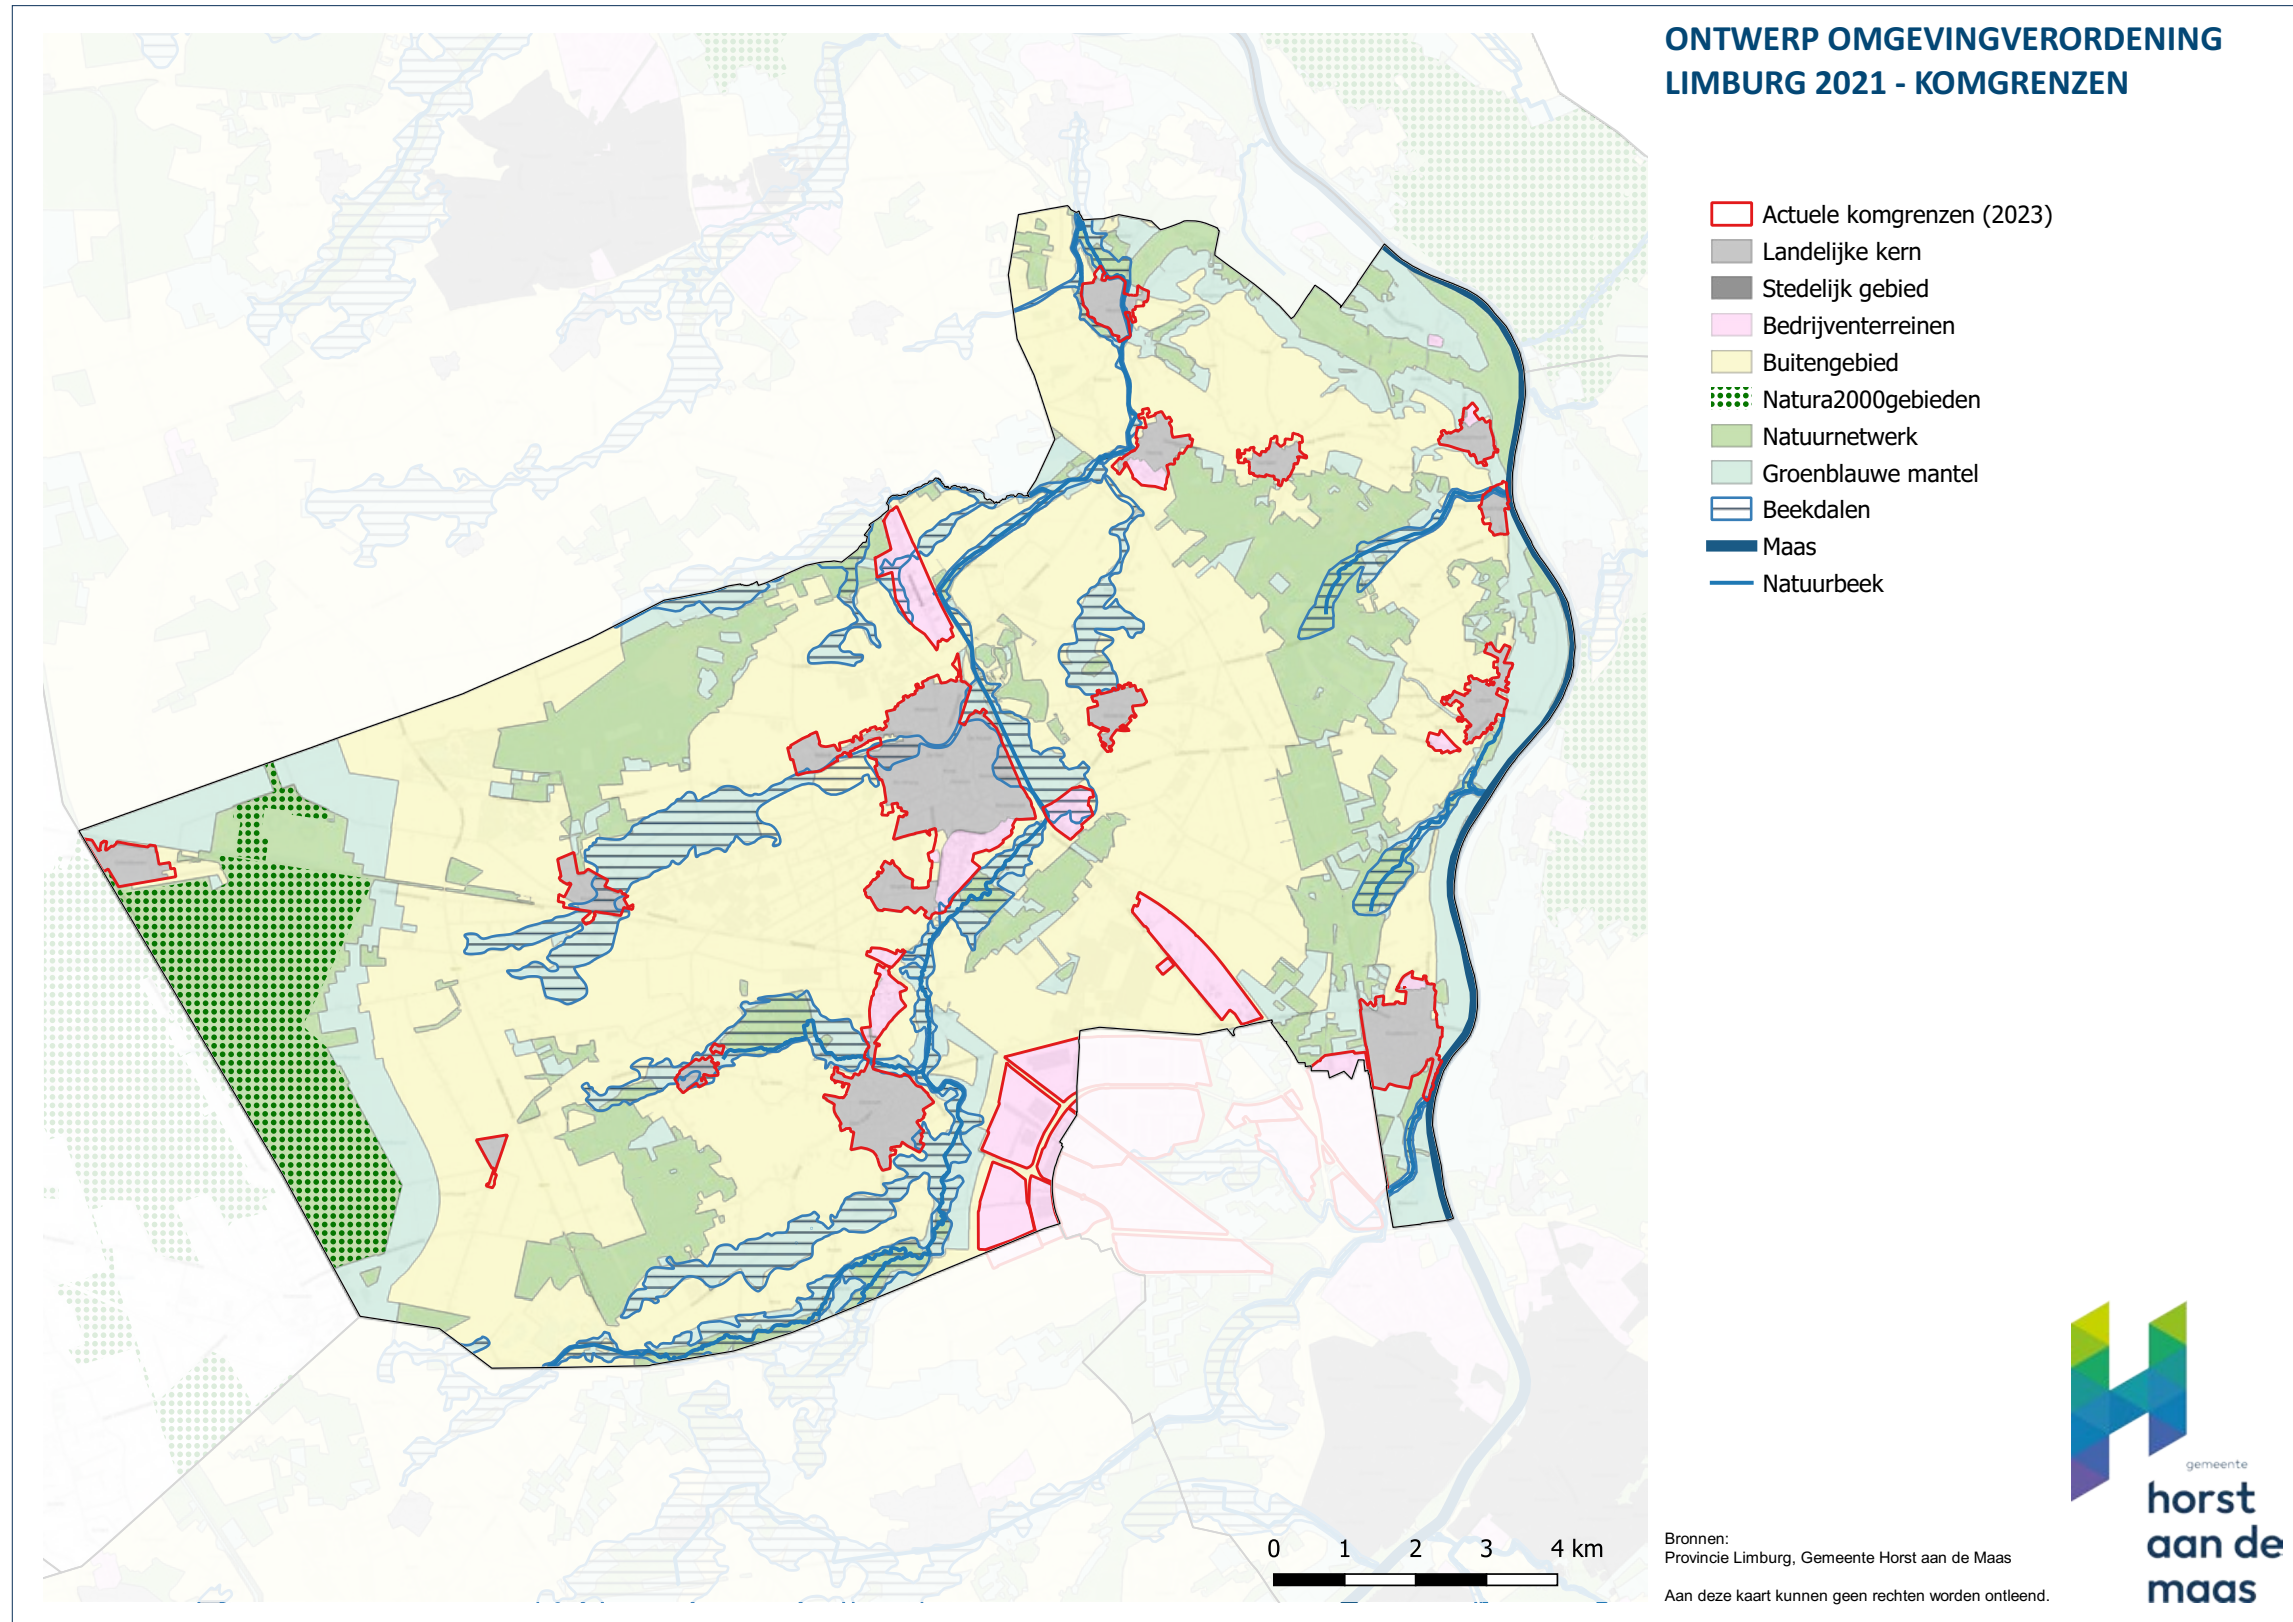 ONTWERP OMGEVINGVERORDENING
LIMBURG 2021 - KOMGRENZEN
Actuele komgrenzen (2023)
Landelijke kern
Stedelijk gebied
Bedrijventerreinen
Buitengebied
Natura2000gebieden
Natuurnetwerk
Groenblauwe mantel
Beekdalen
Maas
Natuurbeek
0 1 2 3 4 km
Bronnen:
Provincie Limburg, Gemeente Horst aan de Maas
Aan deze kaart kunnen geen rechten worden ontleend.
gemeente
horst
aan de
maas